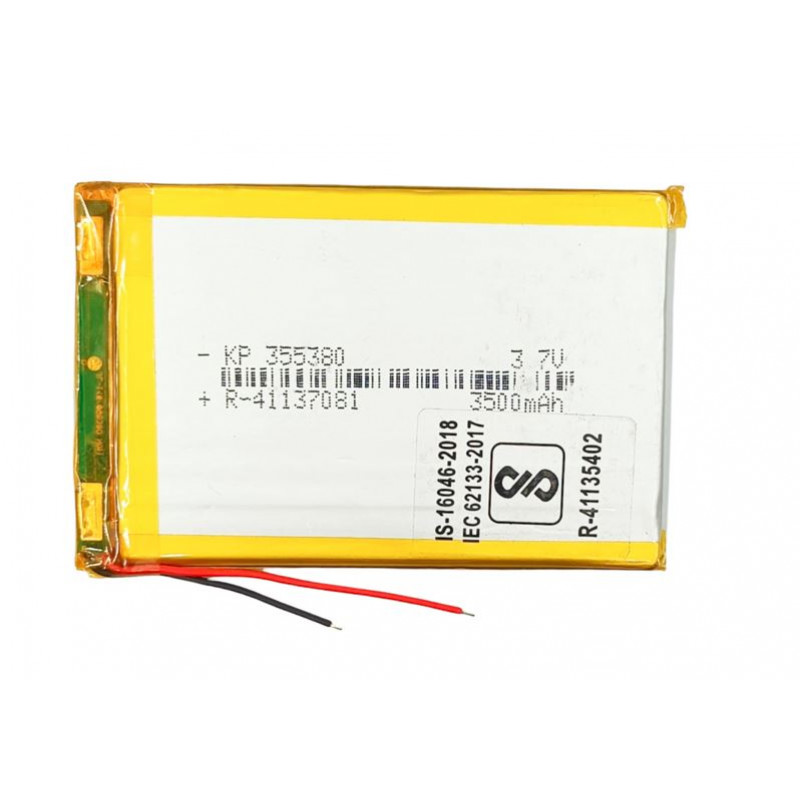 - KP 355380 3.7V
+ R-41137081 3500mAh
IS-16046-2018
IEC 62133-2017
R-41135402